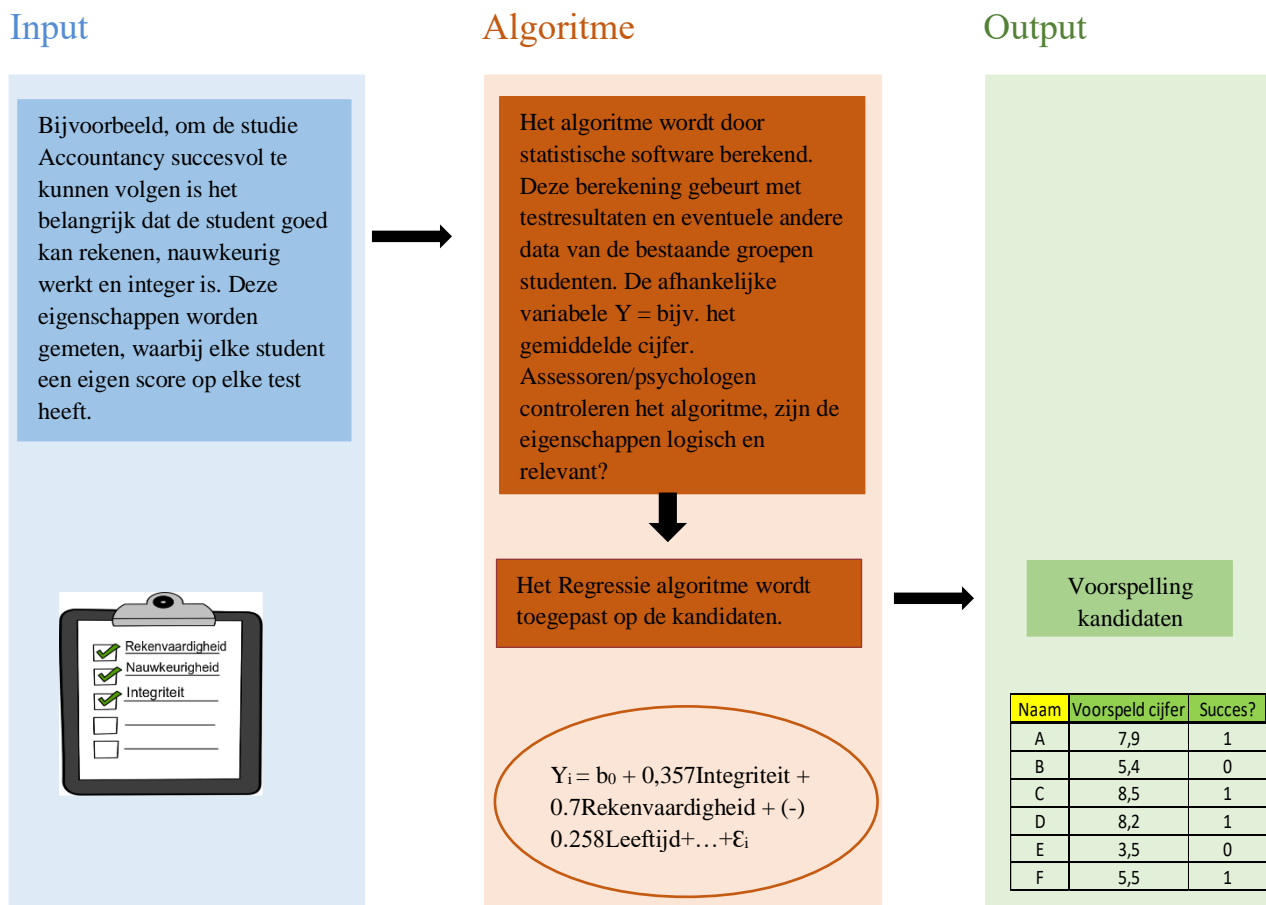 Input
Algoritme
Output
Bijvoorbeeld, om de studie
Accountancy succesvol te
kunnen volgen is het
belangrijk dat de student goed
kan rekenen, nauwkeurig
werkt en integer is. Deze
eigenschappen worden
gemeten, waarbij elke student
een eigen score op elke test
heeft.
Rekenvaardigheid
Nauwkeurigheid
Integriteit
Het algoritme wordt door
statistische software berekend.
Deze berekening gebeurt met
testresultaten en eventuele andere
data van de bestaande groepen
studenten. De afhankelijke
variabele Y = bijv. het
gemiddelde cijfer.
Assessoren/psychologen
controleren het algoritme, zijn de
eigenschappen logisch en
relevant?
Het Regressie algoritme wordt
toegepast op de kandidaten.
Yᵢ = b₀ + 0,357Integriteit +
0.7Rekenvaardigheid + (-)
0.258Leeftijd+…+Ɛᵢ
Voorspelling
kandidaten
Naam Voorspeld cijfer Succes?
A 7,9 1
B 5,4 0
C 8,5 1
D 8,2 1
E 3,5 0
F 5,5 1